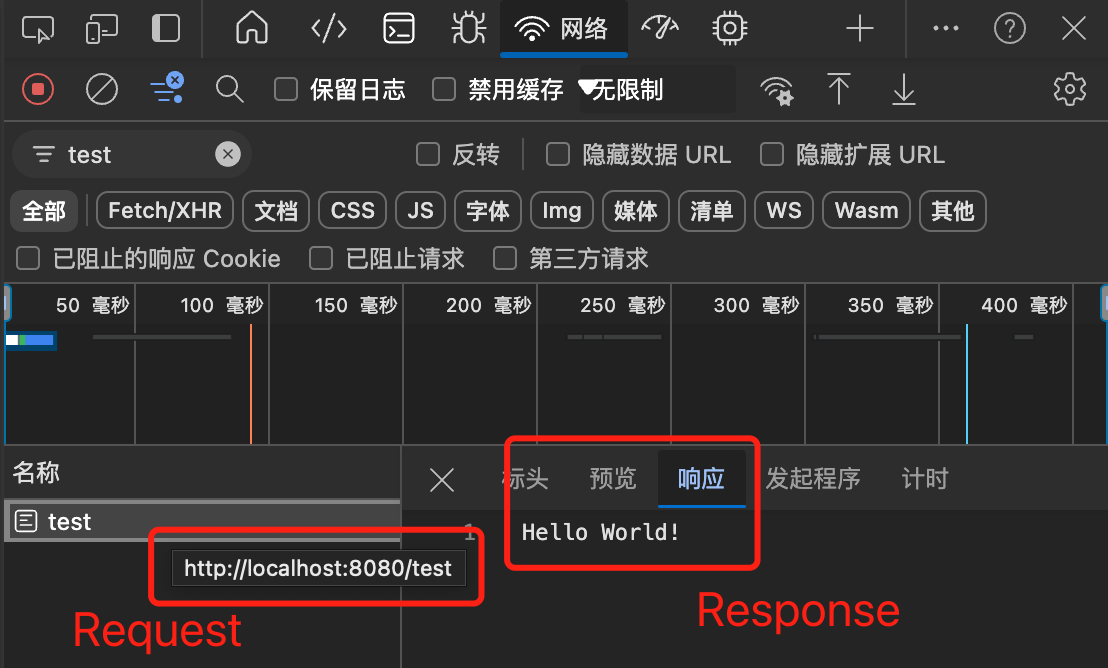 网络
保留日志 禁用缓存 无限制
test 反转 隐藏数据 URL 隐藏扩展 URL
全部 Fetch/XHR 文档 CSS JS 字体 Img 媒体 清单 WS Wasm 其他
已阻止的响应 Cookie 已阻止请求 第三方请求
50 毫秒 100 毫秒 150 毫秒 200 毫秒 250 毫秒 300 毫秒 350 毫秒 400 毫秒
名称 标头 预览 响应 发起程序 计时
test
1 Hello World!
http://localhost:8080/test
Request
Response